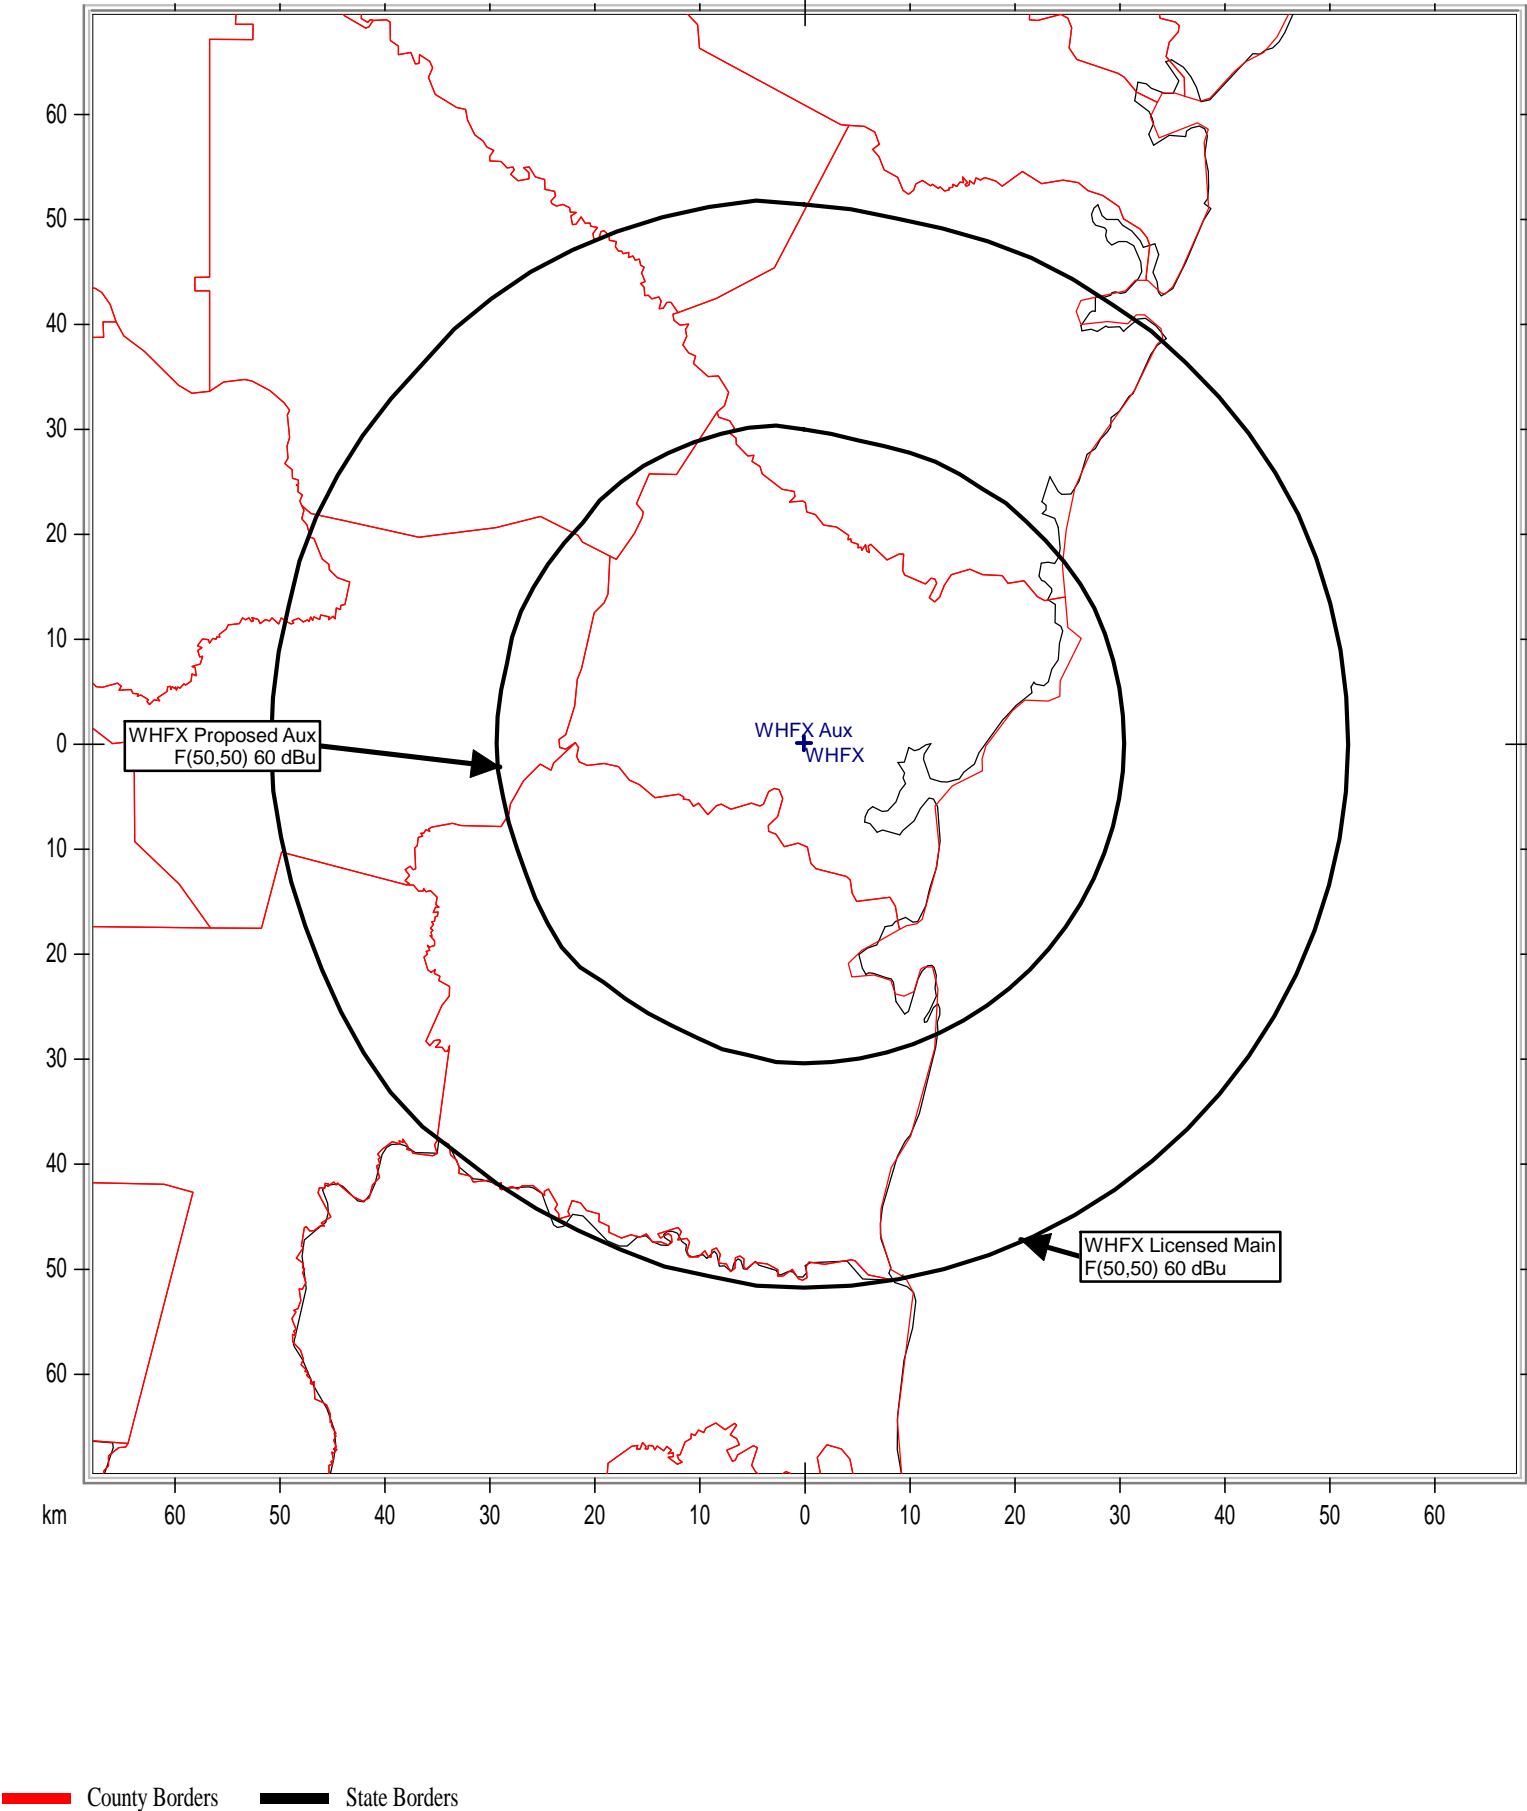 60
50
40
30
20
10
0
10
20
30
40
50
60
WHFX Proposed Aux
F(50,50) 60 dBu
WHFX Aux
WHFX
WHFX Licensed Main
F(50,50) 60 dBu
km 60 50 40 30 20 10 0 10 20 30 40 50 60
County Borders State Borders